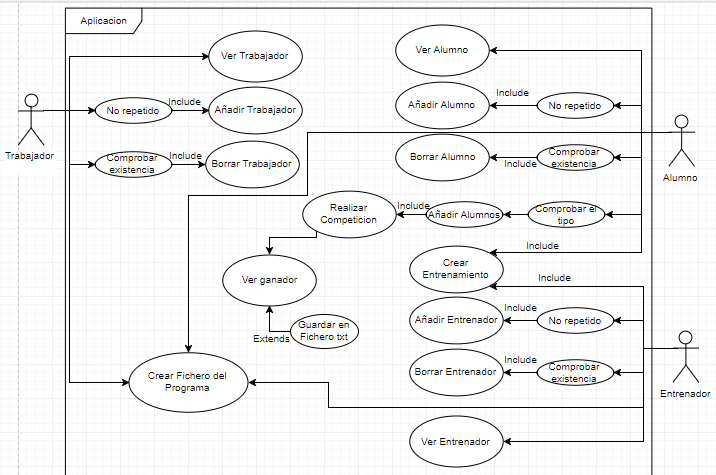 Aplicacion
Ver Trabajador
Ver Alumno
No repetido
Include
Añadir Trabajador
Añadir Alumno
Include
No repetido
Trabajador
Comprobar
existencia
Include
Borrar Trabajador
Borrar Alumno
Include
Comprobar
existencia
Alumno
Realizar
Competicion
Include
Añadir Alumnos
Comprobar el
tipo
Include
Crear
Entrenamiento
Include
Ver ganador
Añadir Entrenador
Include
No repetido
Guardar en
Fichero txt
Extends
Crear Fichero del
Programa
Borrar Entrenador
Include
Comprobar
existencia
Entrenador
Ver Entrenador